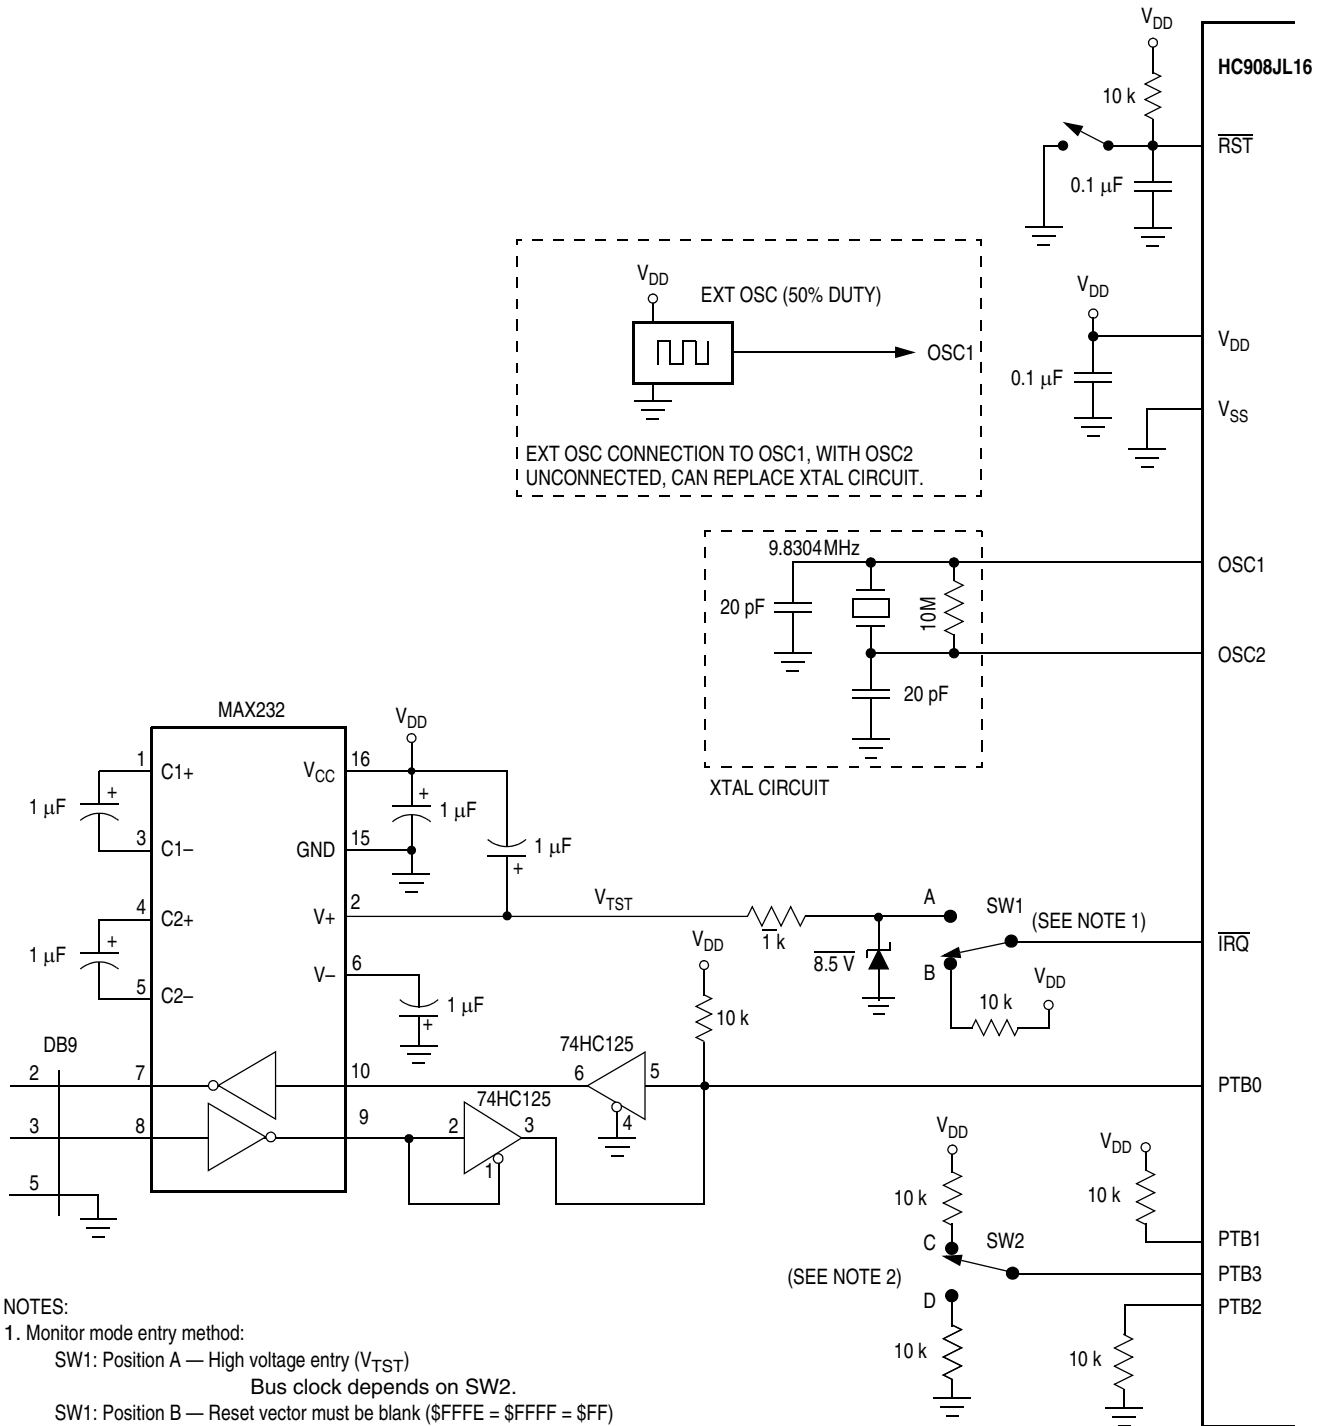 VDD
HC908JL16
10 k
RST
0.1 μF
VDD
EXT OSC (50% DUTY)
OSC1
EXT OSC CONNECTION TO OSC1, WITH OSC2
UNCONNECTED, CAN REPLACE XTAL CIRCUIT.
VDD
VDD
0.1 μF
VSS
9.8304MHz
OSC1
20 pF
10M
OSC2
20 pF
XTAL CIRCUIT
MAX232
VDD
1
C1+
VCC
16
1 μF
+
+
1 μF
3
C1–
GND
15
1 μF
+
4
C2+
V+
2
VTST
1 k
8.5 V
A
SW1
(SEE NOTE 1)
IRQ
B
VDD
10 k
1 μF
+
5
C2–
V–
6
1 μF
+
VDD
10 k
DB9
74HC125
2
7
10
6
5
4
PTB0
74HC125
3
8
9
2
3
1
5
VDD
VDD
10 k
10 k
C
SW2
PTB1
(SEE NOTE 2)
PTB3
D
PTB2
10 k
10 k
NOTES:
1. Monitor mode entry method:
SW1: Position A — High voltage entry (VTST)
Bus clock depends on SW2.
SW1: Position B — Reset vector must be blank ($FFFE = $FFFF = $FF)